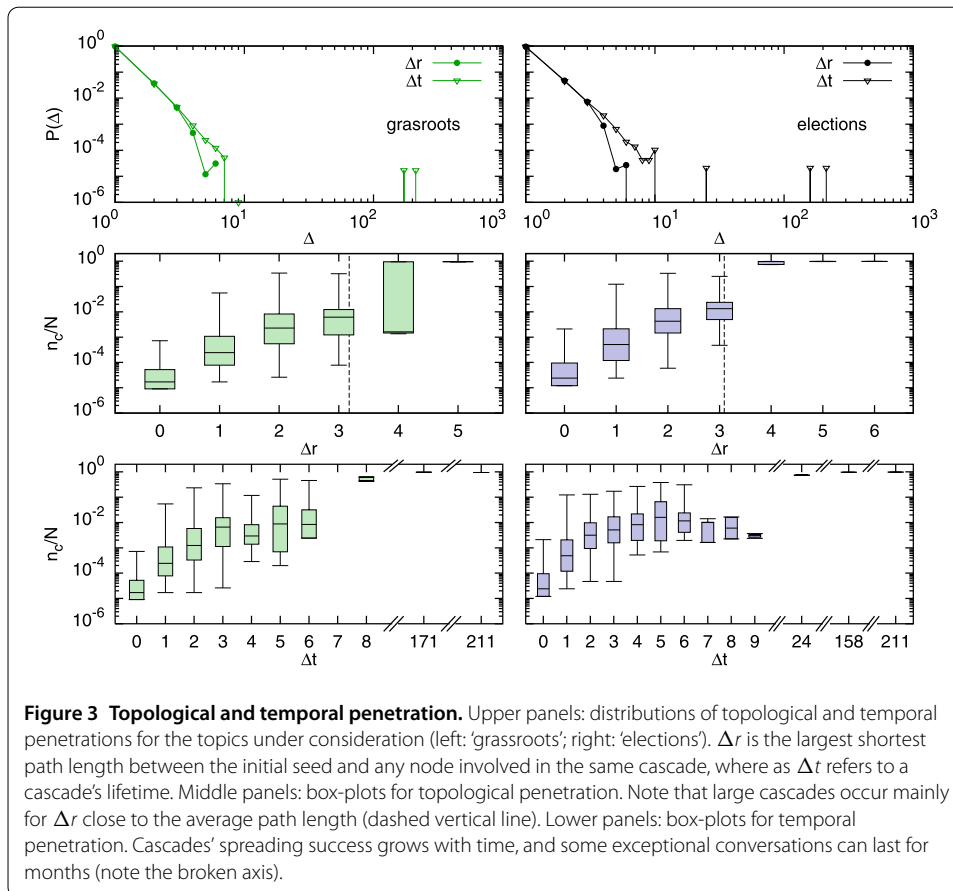 10^0
10^-2
10^-4
10^-6
P(Δ)
Δr
Δt
grasroots
10^0 10^1 10^2 10^3
Δ
Δr
Δt
elections
10^0 10^1 10^2 10^3
Δ
10^0
10^-2
10^-4
10^-6
n_c/N
0 1 2 3 4 5
Δr
0 1 2 3 4 5 6
Δr
10^0
10^-2
10^-4
10^-6
n_c/N
0 1 2 3 4 5 6 7 8 171 211
Δt
0 1 2 3 4 5 6 7 8 9 24 158 211
Δt
Figure 3 Topological and temporal penetration. Upper panels: distributions of topological and temporal
penetrations for the topics under consideration (left: ‘grassroots’; right: ‘elections’). Δr is the largest shortest
path length between the initial seed and any node involved in the same cascade, where as Δt refers to a
cascade’s lifetime. Middle panels: box-plots for topological penetration. Note that large cascades occur mainly
for Δr close to the average path length (dashed vertical line). Lower panels: box-plots for temporal
penetration. Cascades’ spreading success grows with time, and some exceptional conversations can last for
months (note the broken axis).